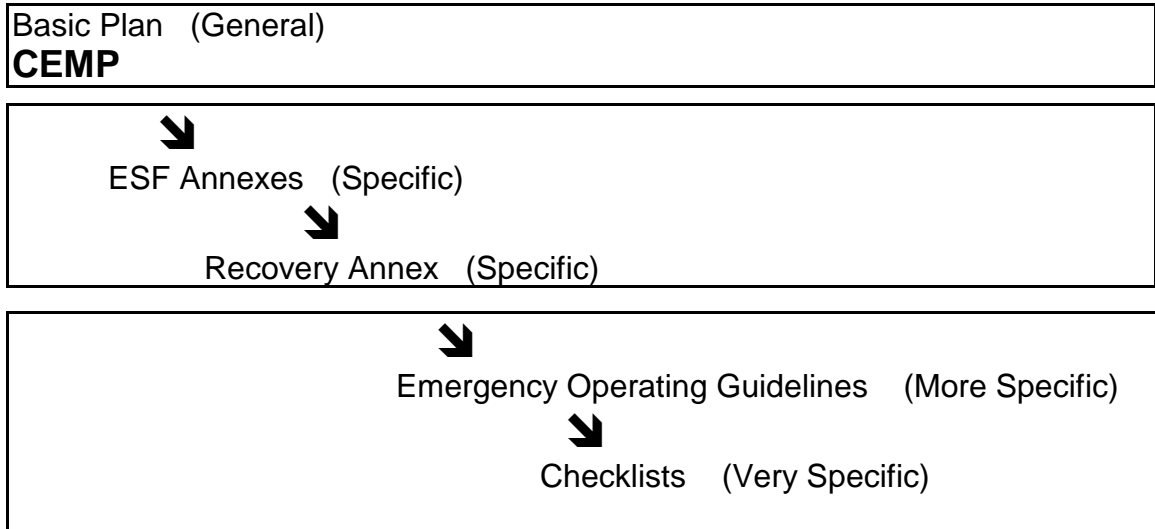 Basic Plan (General)
CEMP
ESF Annexes (Specific)
Recovery Annex (Specific)
Emergency Operating Guidelines (More Specific)
Checklists (Very Specific)